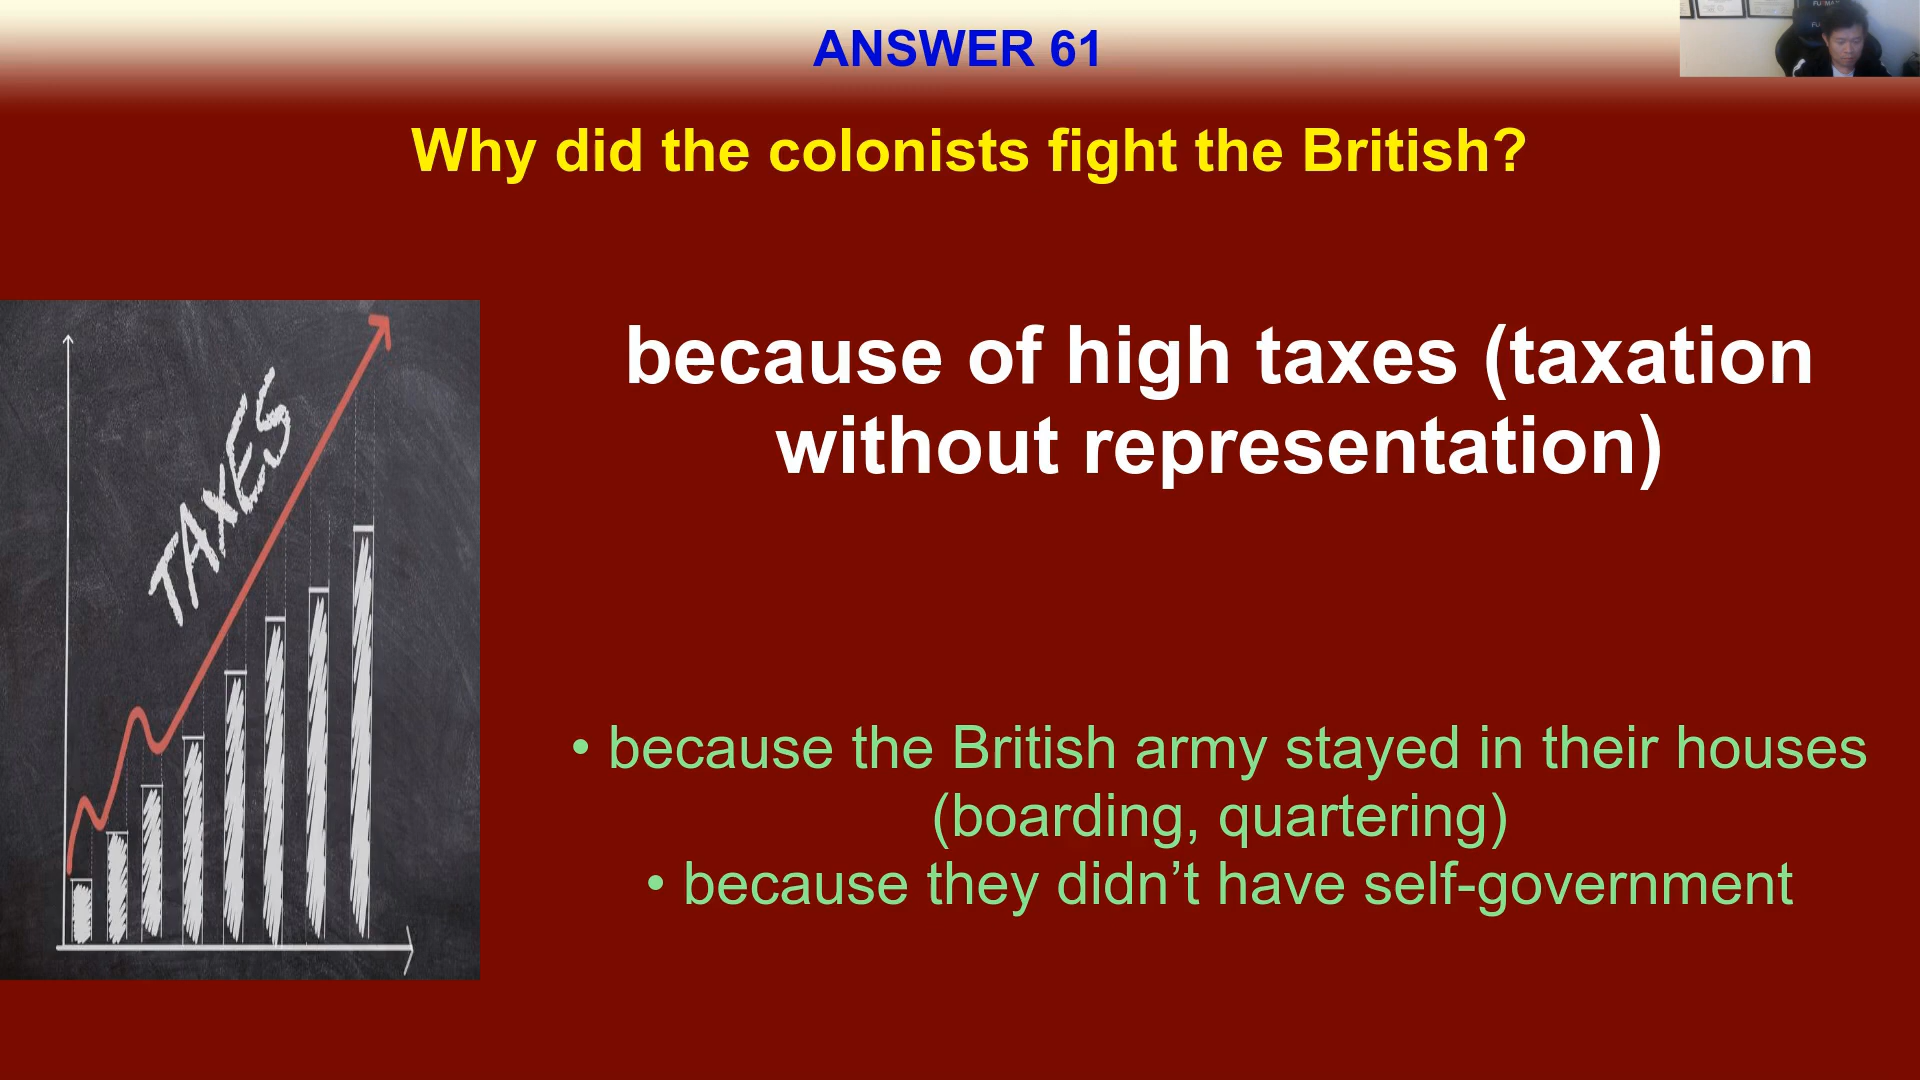 ANSWER 61
Why did the colonists fight the British?
because of high taxes (taxation
without representation)
TAXES
• because the British army stayed in their houses
(boarding, quartering)
• because they didn’t have self-government